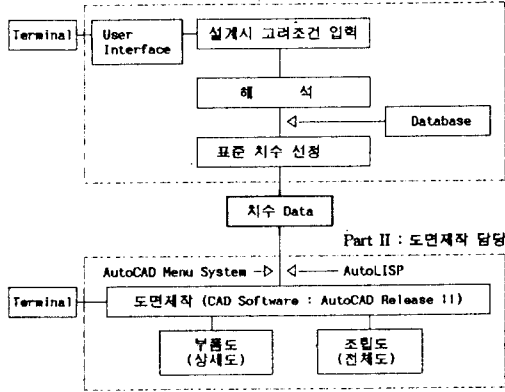 Terminal
User
Interface
설계시 고려조건 입력
해 석
Database
표준 치수 선정
치수 Data
Part II : 도면제작 담당
AutoCAD Menu System
AutoLISP
Terminal
도면제작 (CAD Software : AutoCAD Release 11)
부품도
(상세도)
조립도
(전체도)